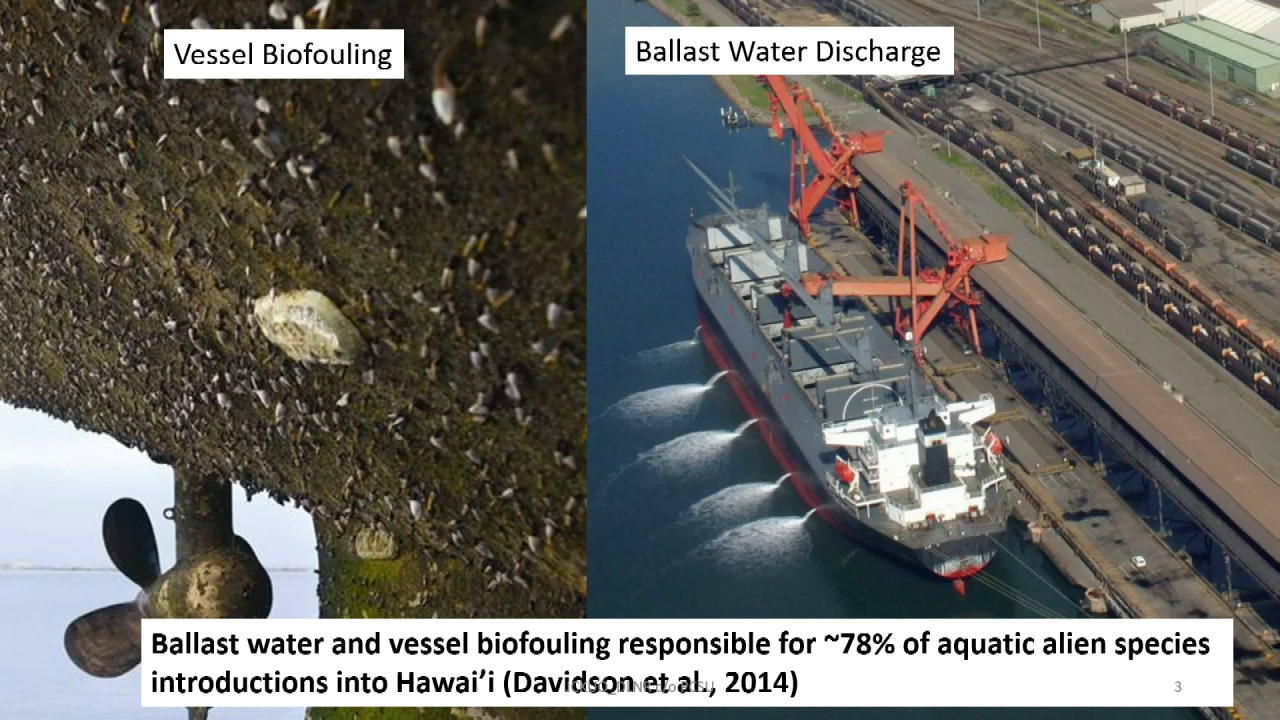 Vessel Biofouling
Ballast Water Discharge
Ballast water and vessel biofouling responsible for ~78% of aquatic alien species
introductions into Hawai’i (Davidson et al., 2014)
3